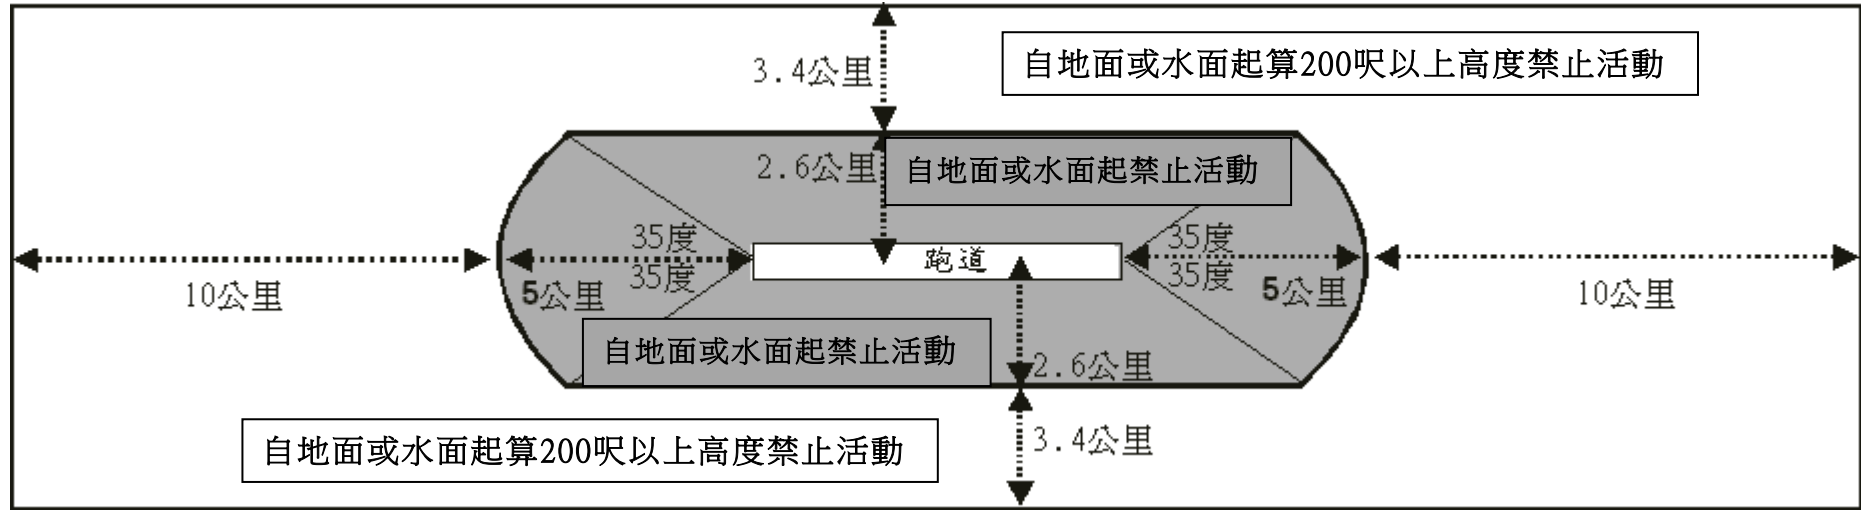 自地面或水面起算200呎以上高度禁止活動
3.4公里
2.6公里
自地面或水面起禁止活動
35度
35度
35度
35度
跑道
10公里
5公里
5公里
10公里
自地面或水面起禁止活動
2.6公里
自地面或水面起算200呎以上高度禁止活動
3.4公里